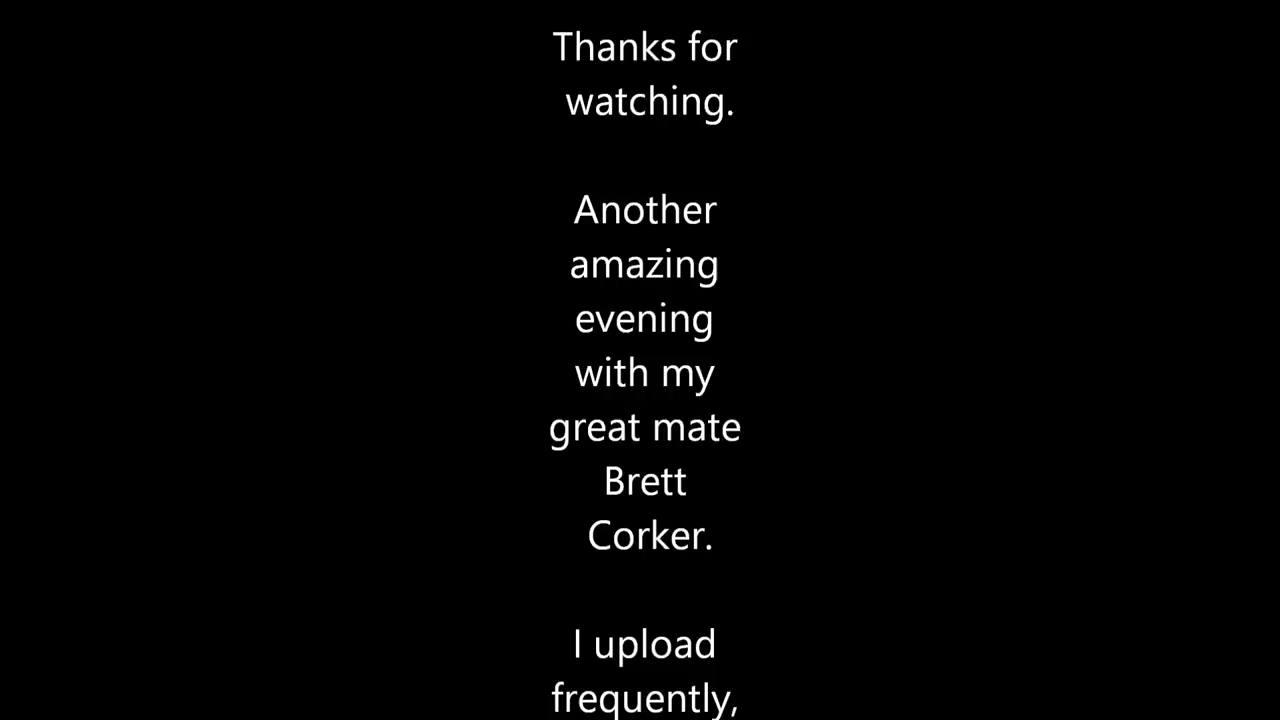 Thanks for
watching.
Another
amazing
evening
with my
great mate
Brett
Corker.
I upload
frequently,